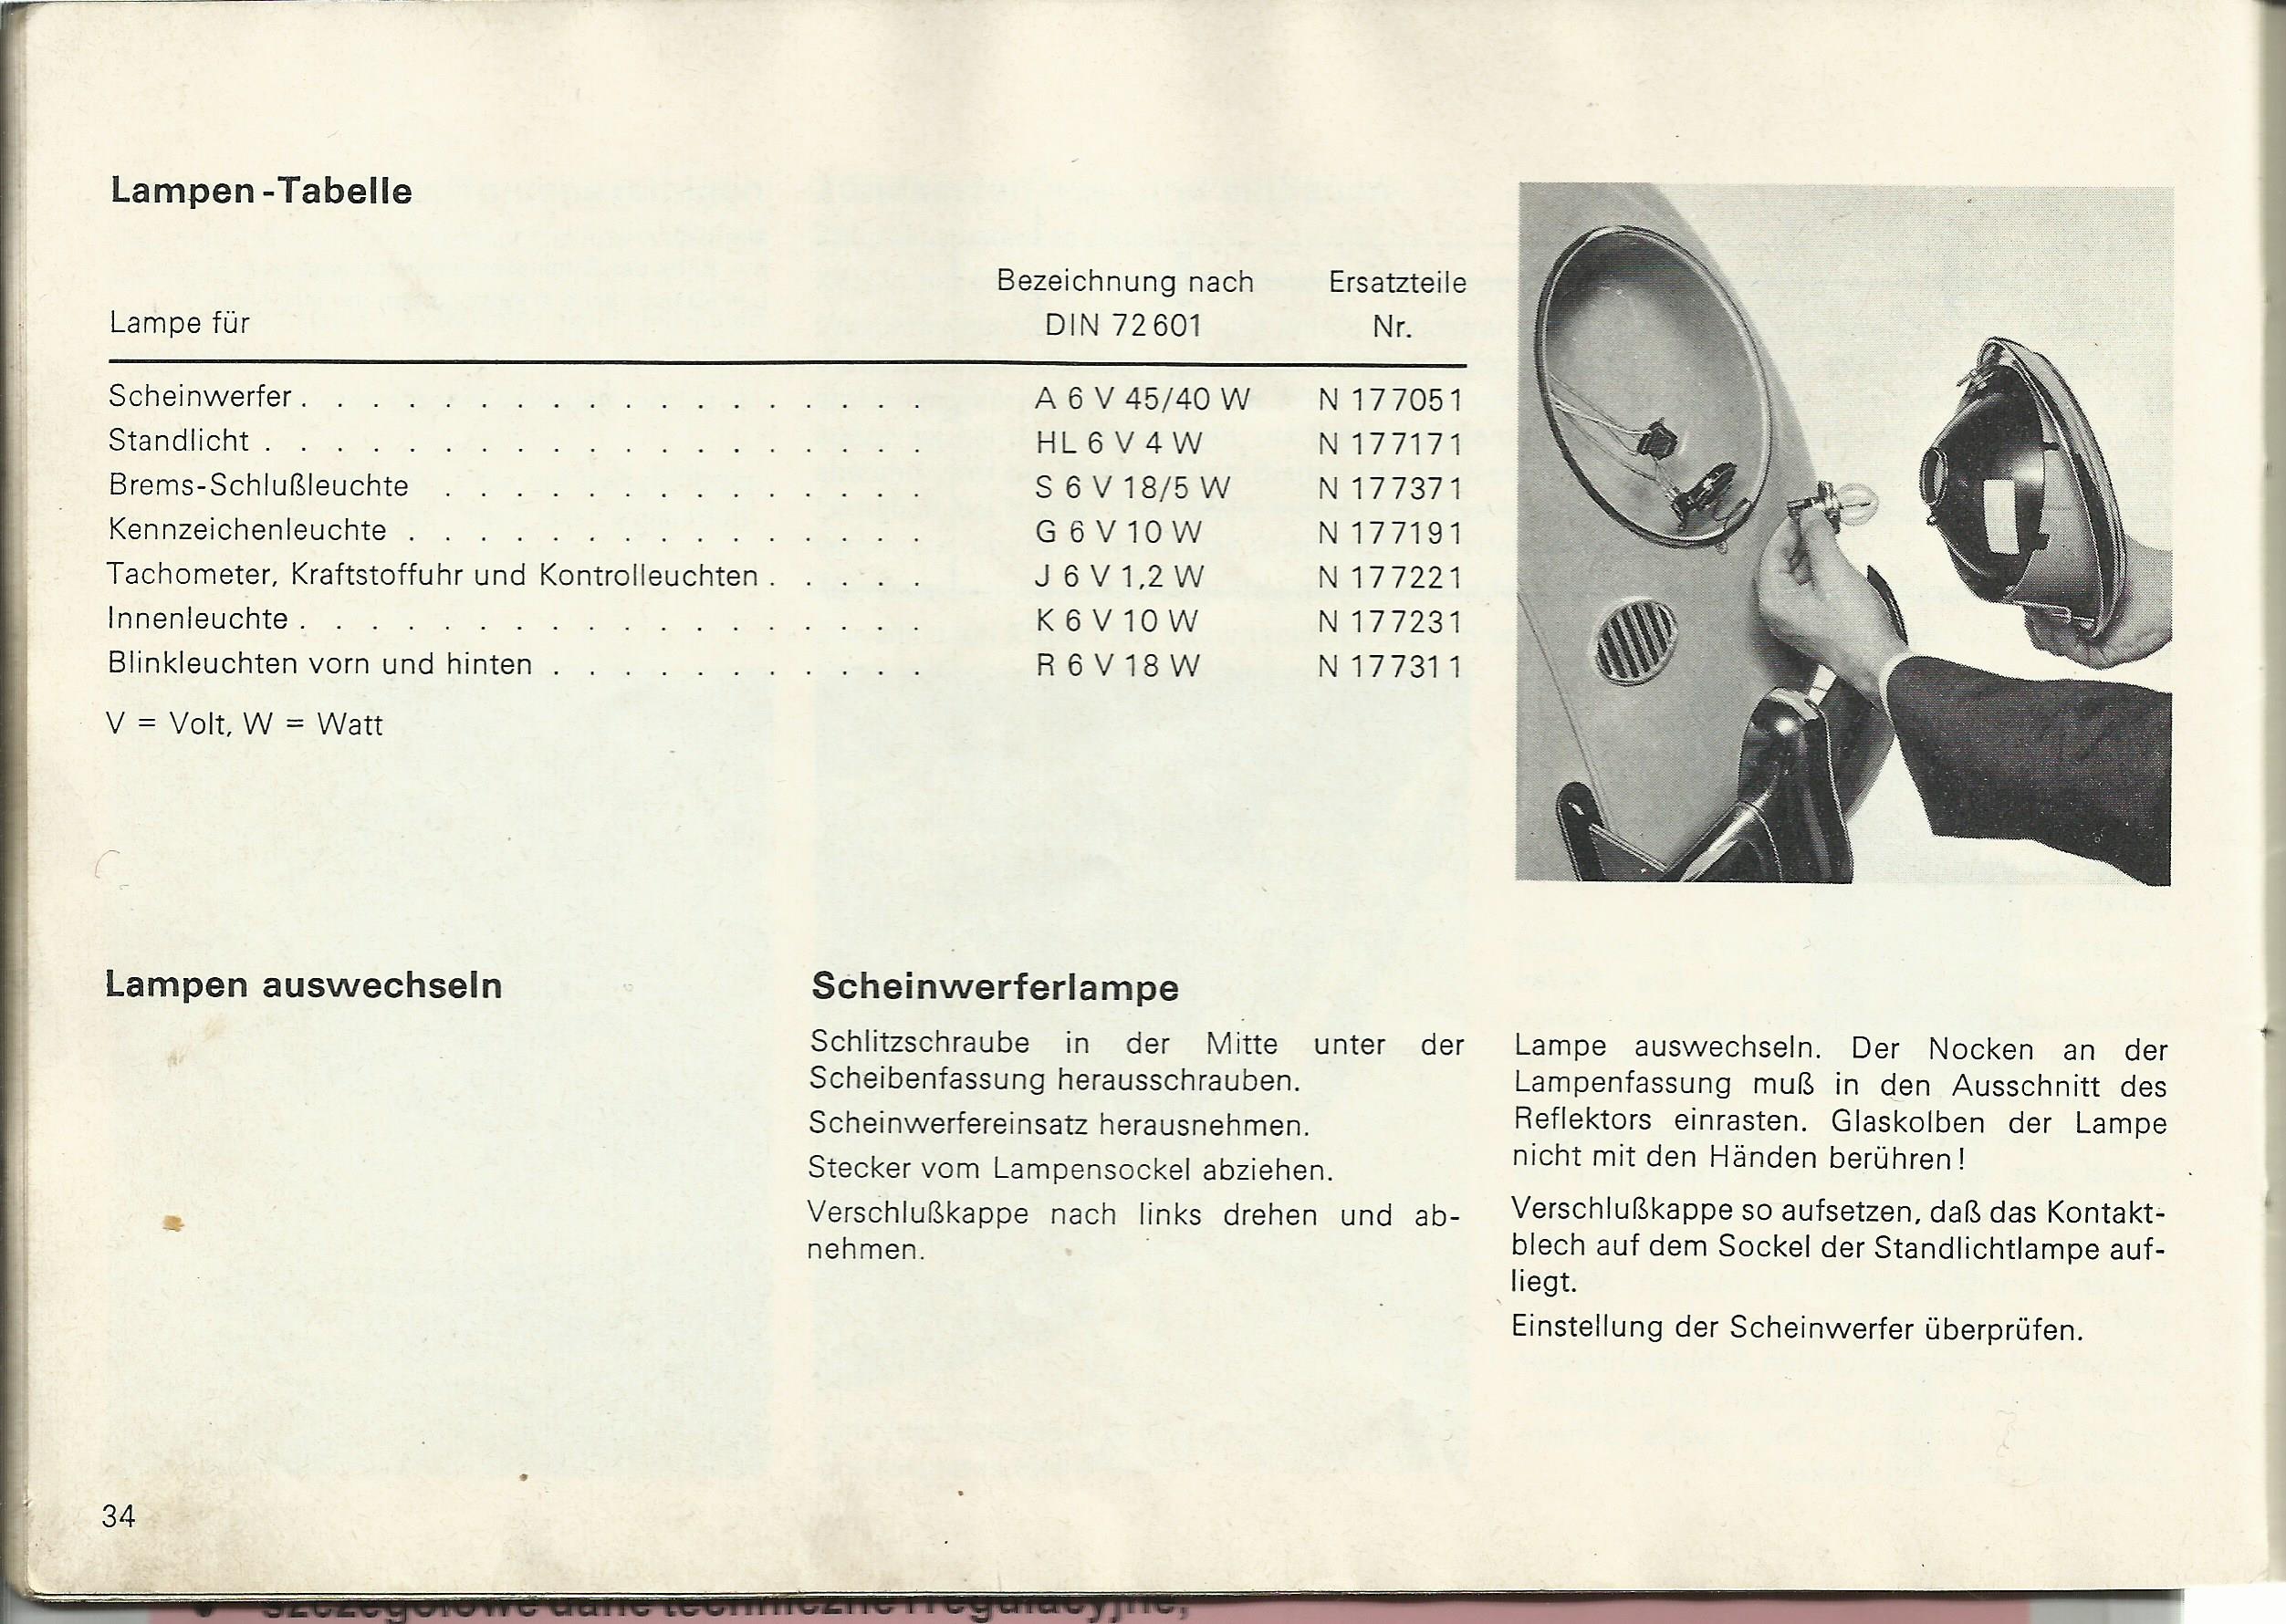 Lampen-Tabelle
Lampe für Bezeichnung nach DIN 72601 Ersatzteile Nr.
Scheinwerfer . . . . . . . . . . . . . . . . . . A 6 V 45/40 W N 177051
Standlicht . . . . . . . . . . . . . . . . . . . HL 6 V 4 W N 177171
Brems-Schlußleuchte . . . . . . . . . . . . . . S 6 V 18/5 W N 177371
Kennzeichenleuchte . . . . . . . . . . . . . . . G 6 V 10 W N 177191
Tachometer, Kraftstoffuhr und Kontrolleuchten . . . . . J 6 V 1,2 W N 177221
Innenleuchte . . . . . . . . . . . . . . . . . . K 6 V 10 W N 177231
Blinkleuchten vorn und hinten . . . . . . . . . . . R 6 V 18 W N 177311
V = Volt, W = Watt
Lampen auswechseln
Scheinwerferlampe
Schlitzschraube in der Mitte unter der
Scheibenfassung herausschrauben.
Scheinwerfereinsatz herausnehmen.
Stecker vom Lampensockel abziehen.
Verschlußkappe nach links drehen und ab-
nehmen.
Lampe auswechseln. Der Nocken an der
Lampenfassung muß in den Ausschnitt des
Reflektors einrasten. Glaskolben der Lampe
nicht mit den Händen berühren!
Verschlußkappe so aufsetzen, daß das Kontakt-
blech auf dem Sockel der Standlichtlampe auf-
liegt.
Einstellung der Scheinwerfer überprüfen.
34
szczegółowe dane techniczne i regulacyjne,